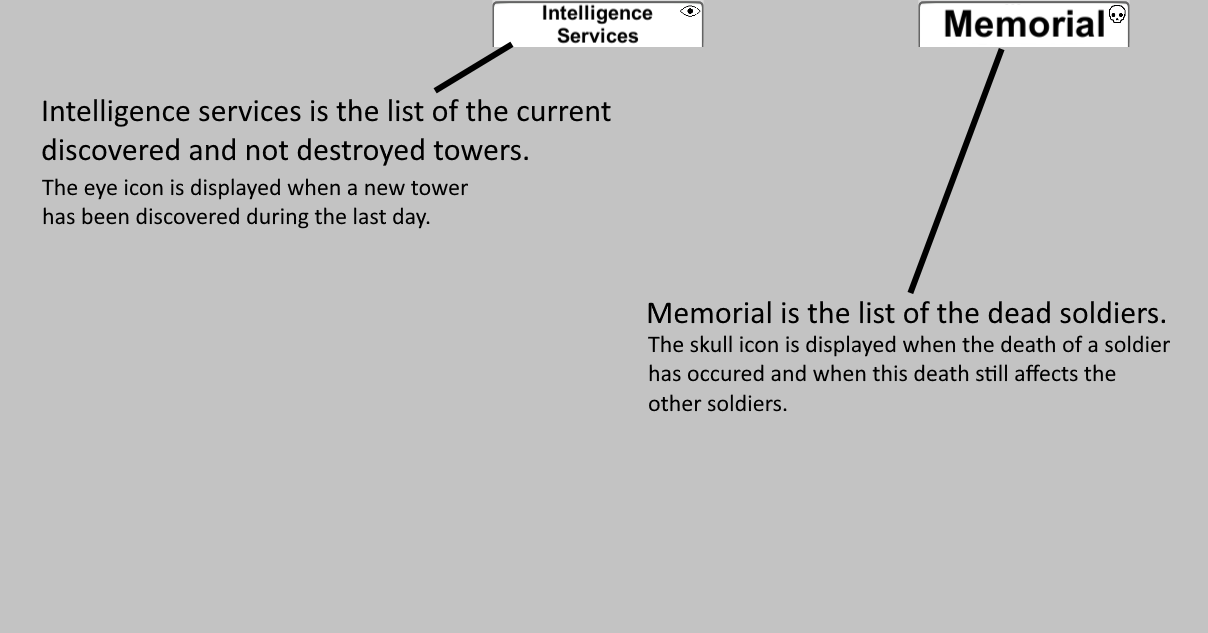 Intelligence
Services
Memorial
Intelligence services is the list of the current
discovered and not destroyed towers.
The eye icon is displayed when a new tower
has been discovered during the last day.
Memorial is the list of the dead soldiers.
The skull icon is displayed when the death of a soldier
has occured and when this death still affects the
other soldiers.